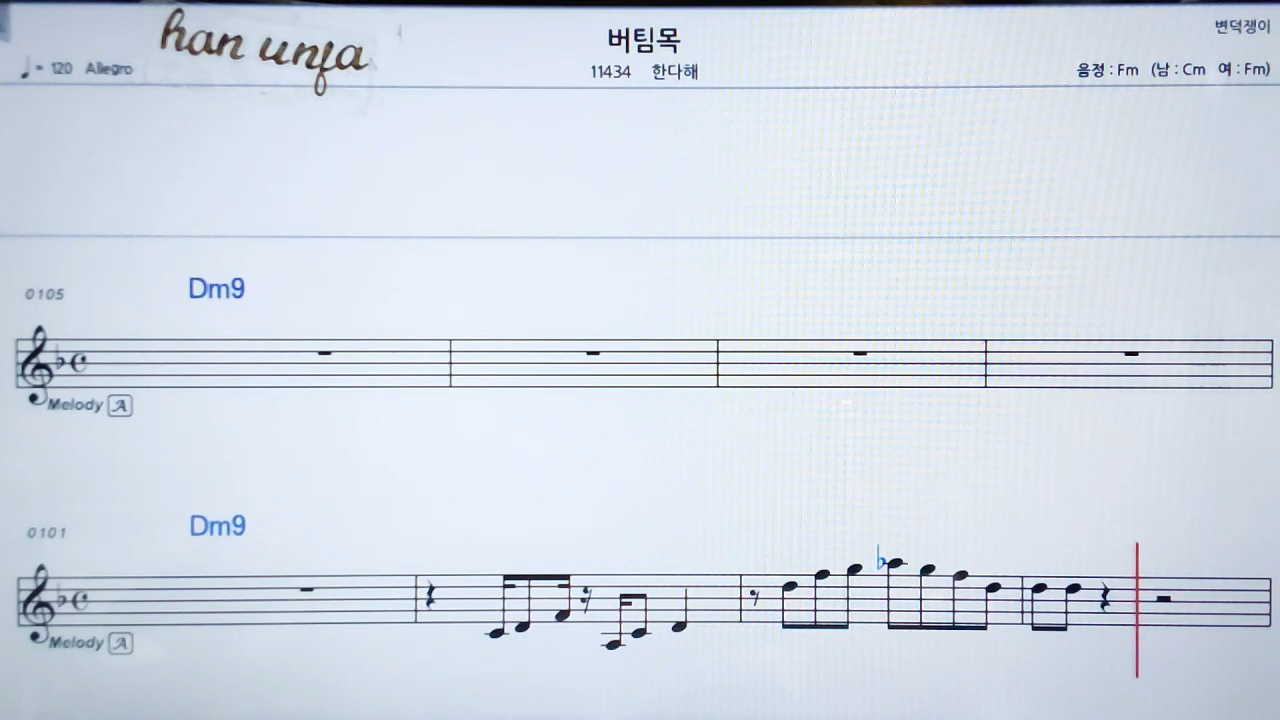 han unfa
버팀목
변덕쟁이
♩= 120 Allegro
11434 한다해
음정 : Fm (남 : Cm 여 : Fm)
0105 Dm9
Melody A
0101 Dm9
Melody A